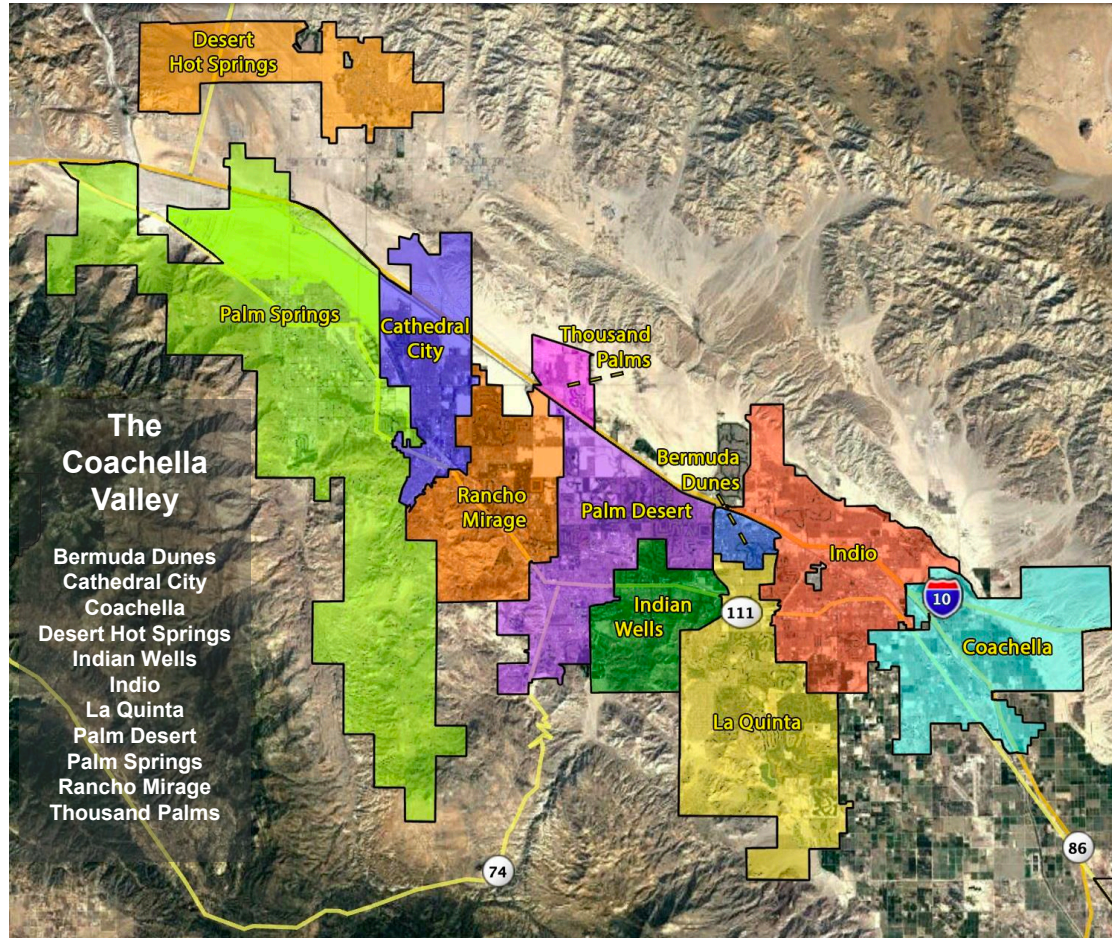 Desert
Hot Springs
Palm Springs
Cathedral
City
Thousand
Palms
Bermuda
Dunes
Rancho
Mirage
Palm Desert
Indio
Indian
Wells
111
10
Coachella
La Quinta
86
74
The
Coachella
Valley
Bermuda Dunes
Cathedral City
Coachella
Desert Hot Springs
Indian Wells
Indio
La Quinta
Palm Desert
Palm Springs
Rancho Mirage
Thousand Palms